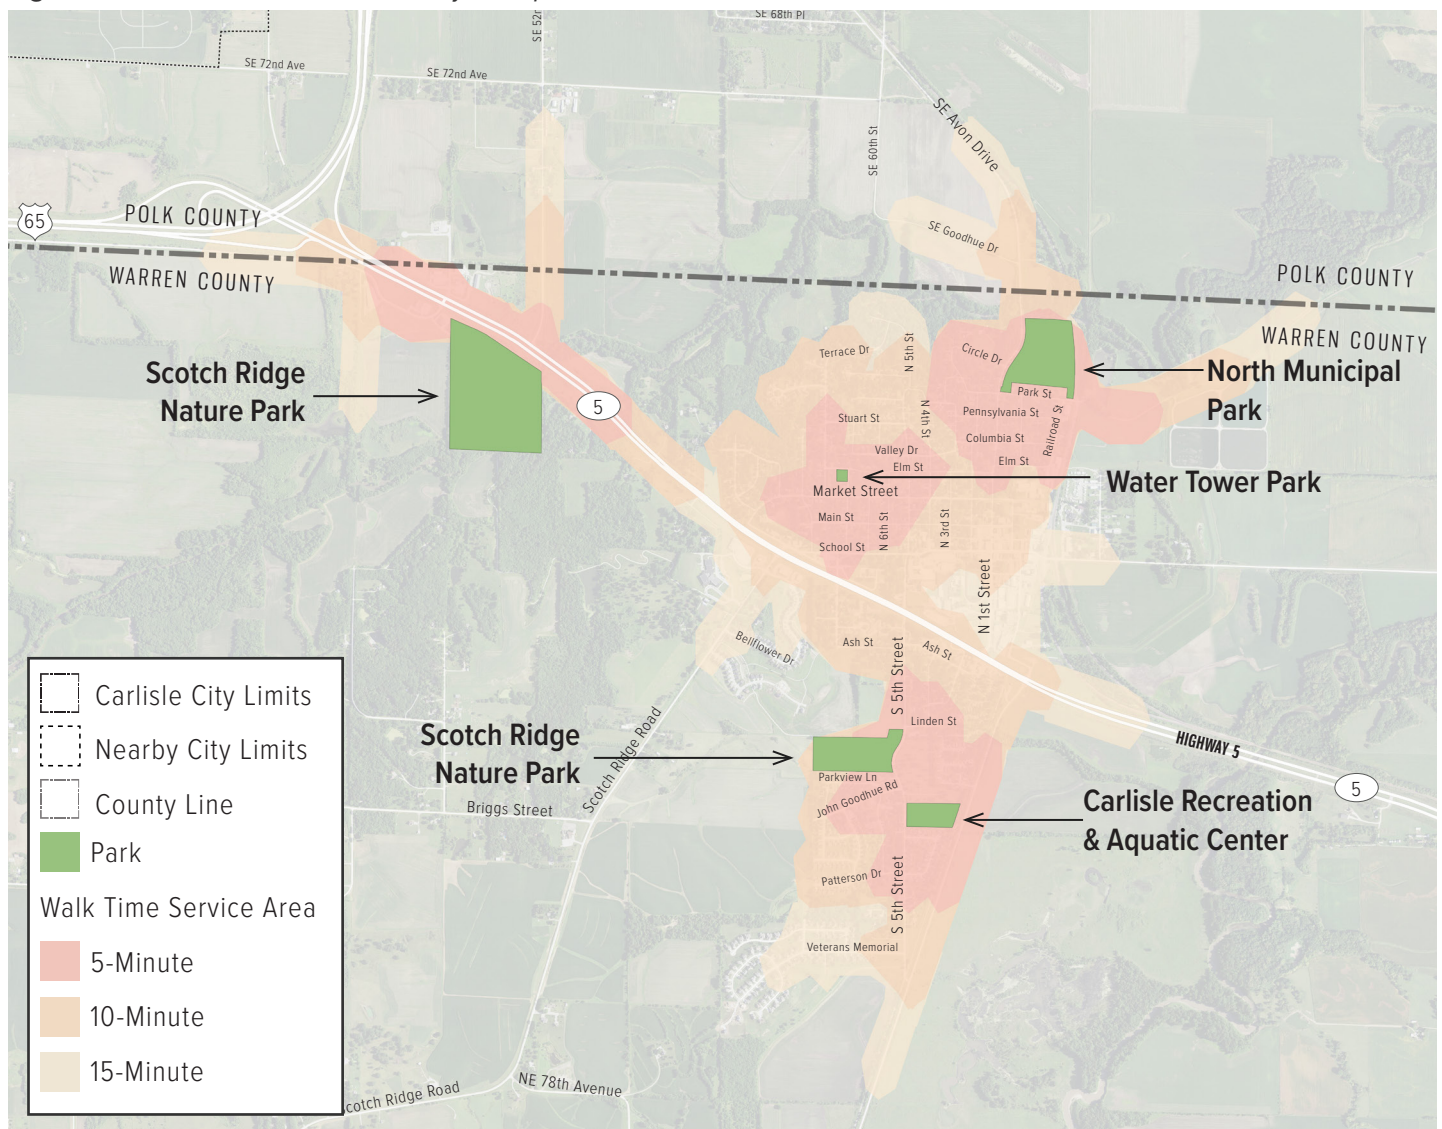 SE 68th Pl
SE 52n
SE 72nd Ave
SE 72nd Ave
SE Avon Drive
SE 60th St
65
POLK COUNTY
WARREN COUNTY
SE Goodhue Dr
POLK COUNTY
WARREN COUNTY
Scotch Ridge
Nature Park
5
Terrace Dr
N 5th St
Circle Dr
North Municipal
Park
Park St
Stuart St
N 4th St
Pennsylvania St
Railroad St
Columbia St
Valley Dr
Elm St
Elm St
Water Tower Park
Market Street
Main St
N 6th St
N 3rd St
School St
N 1st Street
Bellflower Dr
Ash St
Ash St
S 5th Street
Linden St
Scotch Ridge
Nature Park
Scotch Ridge Road
HIGHWAY 5
5
Parkview Ln
John Goodhue Rd
Briggs Street
Carlisle Recreation
& Aquatic Center
Patterson Dr
S 5th Street
Veterans Memorial
NE 78th Avenue
cotch Ridge Road
Carlisle City Limits
Nearby City Limits
County Line
Park
Walk Time Service Area
5-Minute
10-Minute
15-Minute